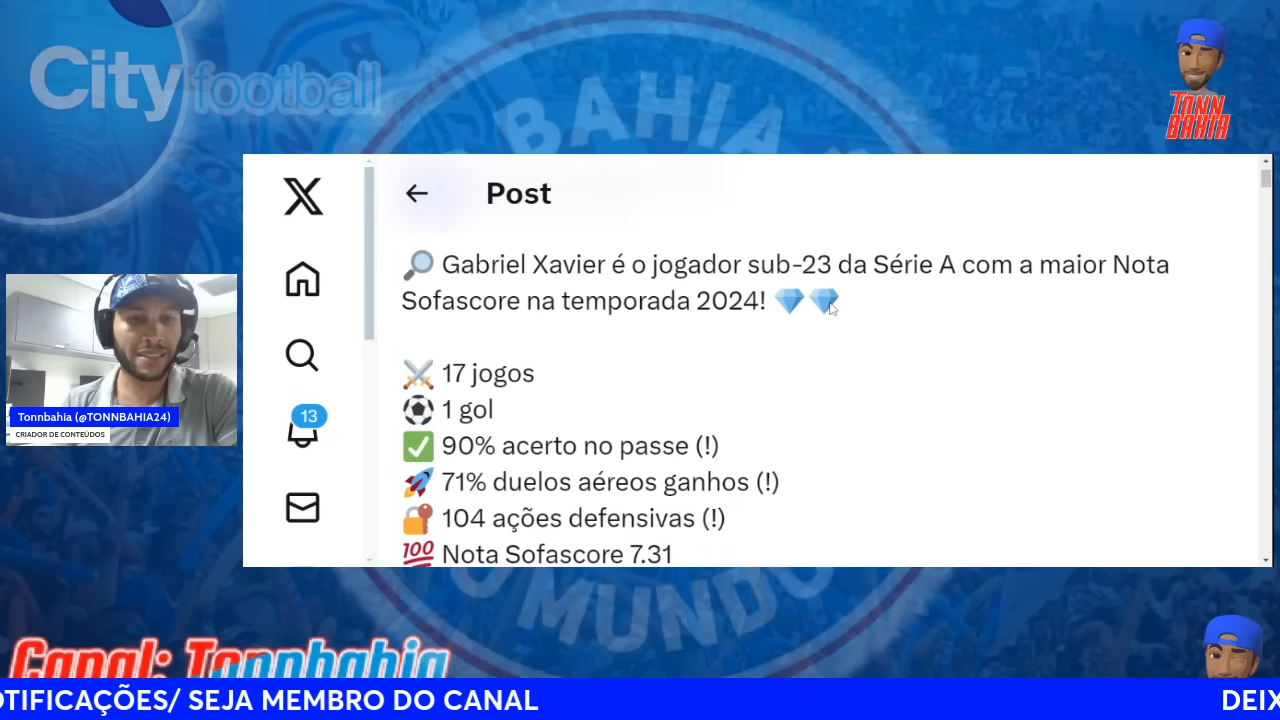 City football
BAHIA
TONN
BAHIA
Post
🔎 Gabriel Xavier é o jogador sub-23 da Série A com a maior Nota
Sofascore na temporada 2024! 💎💎
⚔️ 17 jogos
⚽ 1 gol
✅ 90% acerto no passe (!)
🚀 71% duelos aéreos ganhos (!)
🔐 104 ações defensivas (!)
💯 Nota Sofascore 7.31
13
Tonnbahia (@TONNBAHIA24)
CRIADOR DE CONTEÚDOS
O MUNDO
Canal: Tonnbahia
OTIFICAÇÕES/ SEJA MEMBRO DO CANAL
DEIX